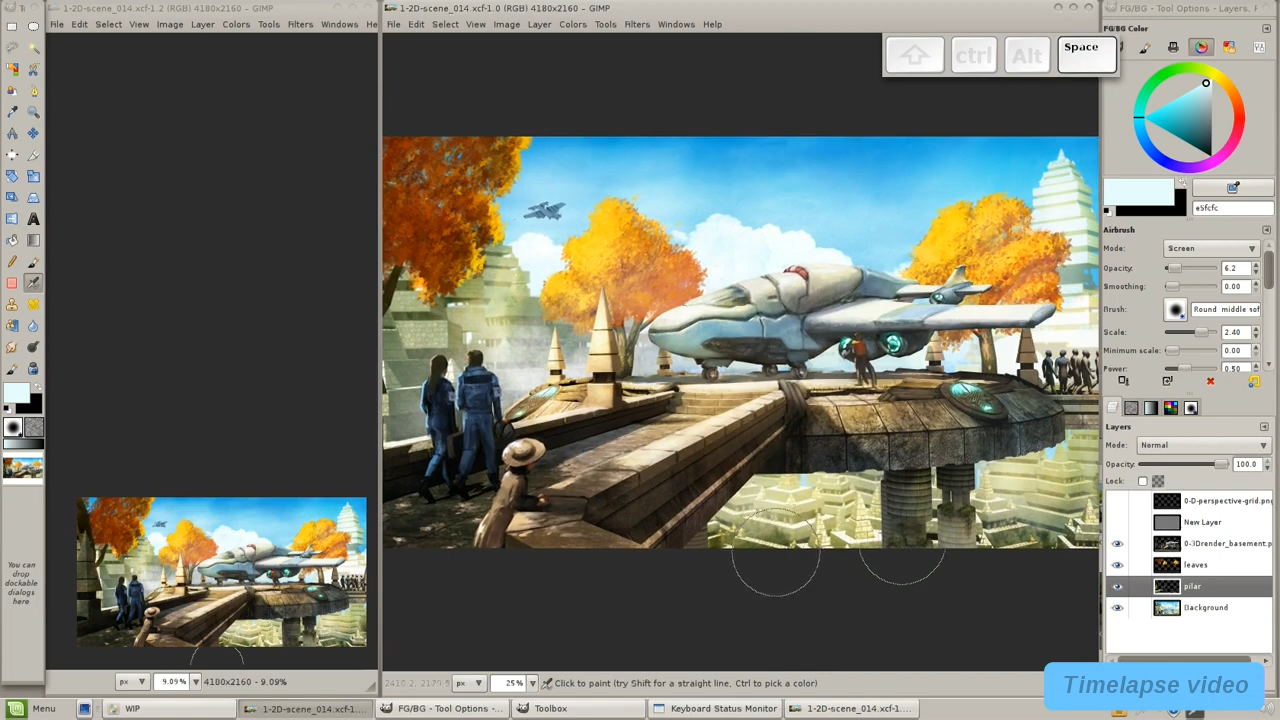 1-2D-scene_014.xcf-1.2 (RGB) 4180x2160 – GIMP
1-2D-scene_014.xcf-1.0 (RGB) 4180x2160 – GIMP
FG/BG - Tool Options - Layers,
File Edit Select View Image Layer Colors Tools Filters Windows He
File Edit Select View Image Layer Colors Tools Filters Windows Help
FG/BG Color
ctrl
Alt
Space
e5fcfc
Airbrush
Mode: Screen
Opacity: 6.2
Smoothing: 0.00
Brush: Round middle sof
Scale: 2.40
Minimum scale: 0.00
Power: 0.50
Layers
Mode: Normal
Opacity: 100.0
Lock:
0-D-perspective-grid.png
New Layer
0-3Drender_basement.p
leaves
pilar
Background
You can
drop
dockable
dialogs
here
px 9.09% 4180x2160 - 9.09%
px 25% Click to paint (try Shift for a straight line, Ctrl to pick a color)
Timelapse video
Menu
WIP
1-2D-scene_014.xcf-1....
FG/BG - Tool Options -...
Toolbox
Keyboard Status Monitor
1-2D-scene_014.xcf-1....